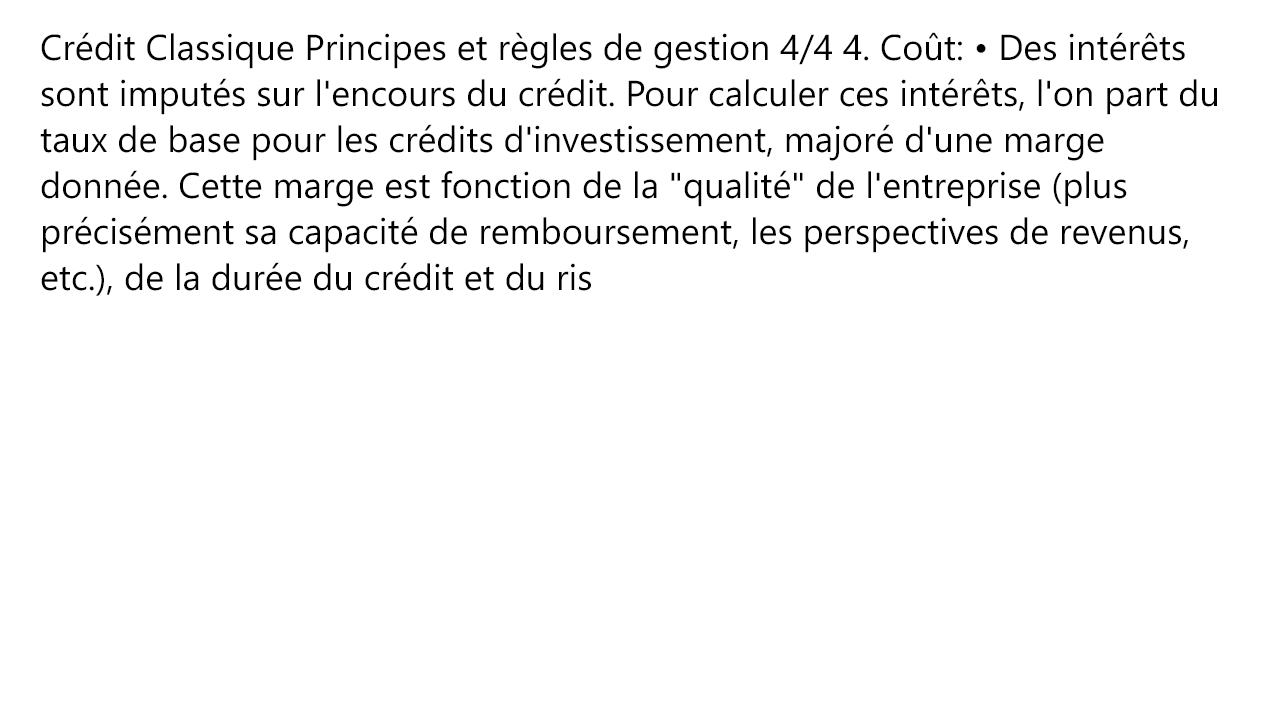 Crédit Classique Principes et règles de gestion 4/4 4. Coût: • Des intérêts
sont imputés sur l'encours du crédit. Pour calculer ces intérêts, l'on part du
taux de base pour les crédits d'investissement, majoré d'une marge
donnée. Cette marge est fonction de la "qualité" de l'entreprise (plus
précisément sa capacité de remboursement, les perspectives de revenus,
etc.), de la durée du crédit et du ris